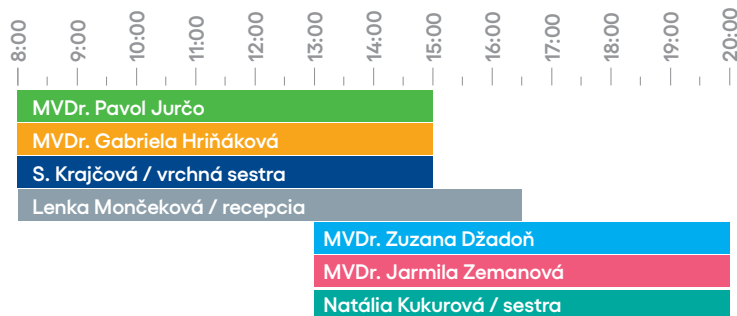 8:00
9:00
10:00
11:00
12:00
13:00
14:00
15:00
16:00
17:00
18:00
19:00
20:00
MVDr. Pavol Jurčo
MVDr. Gabriela Hriňáková
S. Krajčová / vrchná sestra
Lenka Mončeková / recepcia
MVDr. Zuzana Džadoň
MVDr. Jarmila Zemanová
Natália Kukurová / sestra